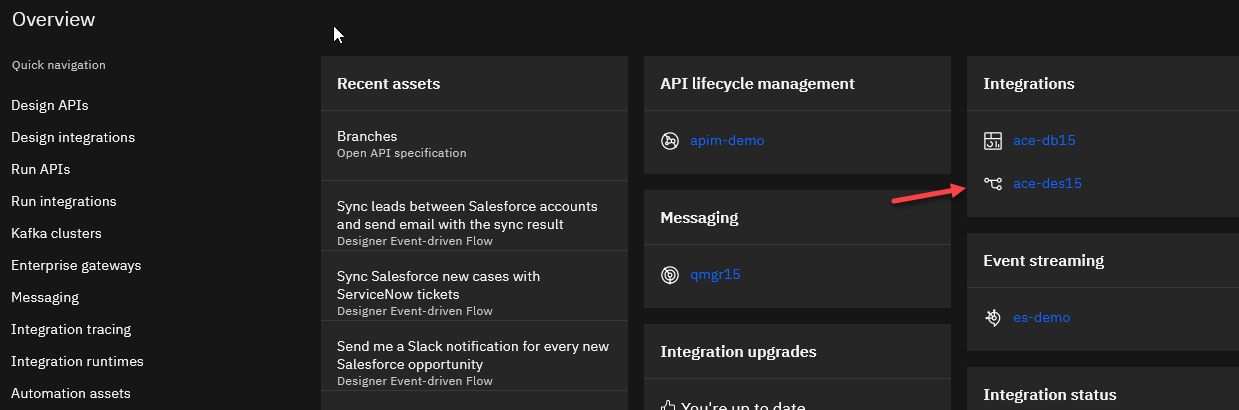 Overview
Quick navigation
Design APIs
Design integrations
Run APIs
Run integrations
Kafka clusters
Enterprise gateways
Messaging
Integration tracing
Integration runtimes
Automation assets
Recent assets
Branches
Open API specification
Sync leads between Salesforce accounts
and send email with the sync result
Designer Event-driven Flow
Sync Salesforce new cases with
ServiceNow tickets
Designer Event-driven Flow
Send me a Slack notification for every new
Salesforce opportunity
Designer Event-driven Flow
API lifecycle management
apim-demo
Messaging
qmgr15
Integration upgrades
You're up to date
Integrations
ace-db15
ace-des15
Event streaming
es-demo
Integration status